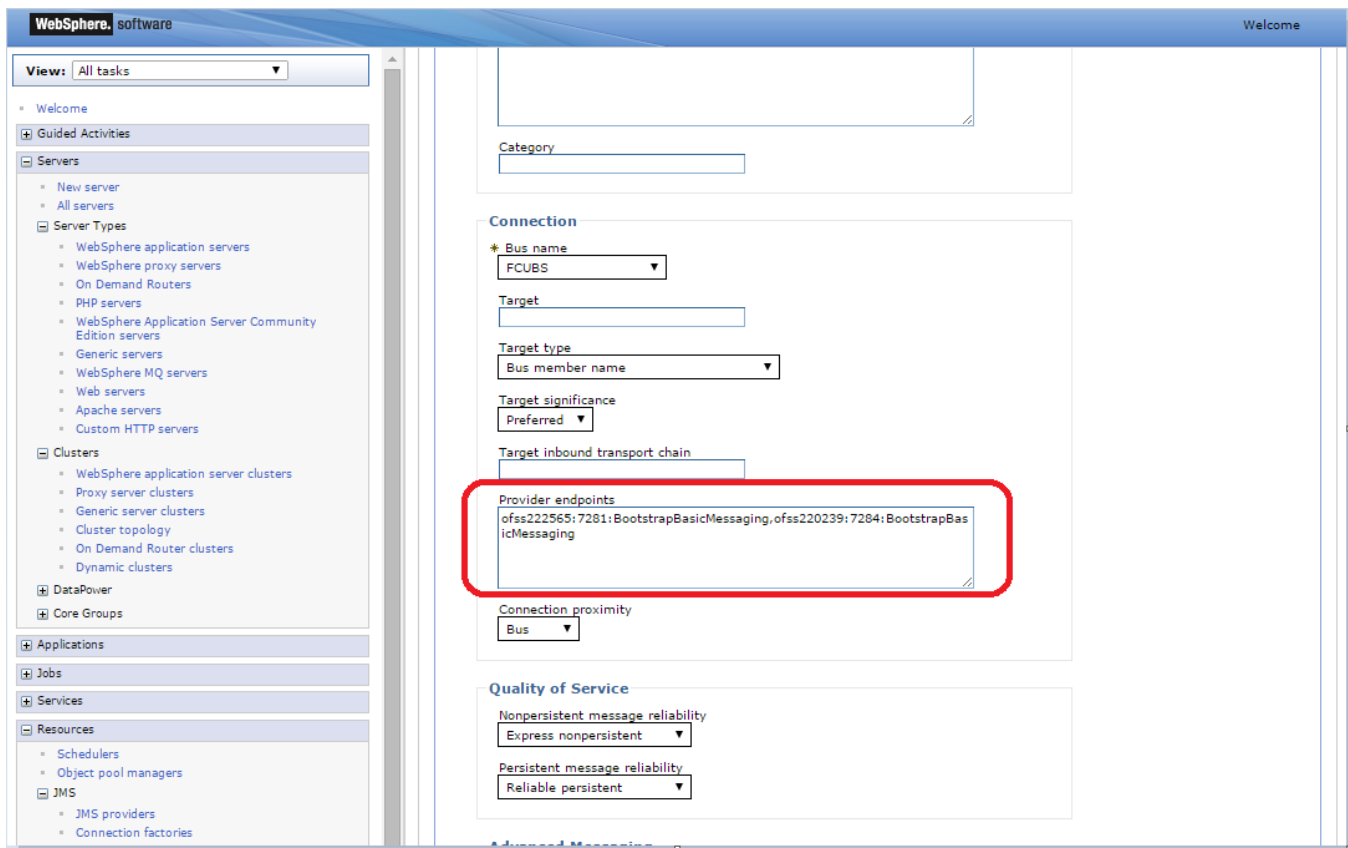 WebSphere. software
Welcome
View: All tasks
Welcome
Guided Activities
Servers
New server
All servers
Server Types
WebSphere application servers
WebSphere proxy servers
On Demand Routers
PHP servers
WebSphere Application Server Community
Edition servers
Generic servers
WebSphere MQ servers
Web servers
Apache servers
Custom HTTP servers
Clusters
WebSphere application server clusters
Proxy server clusters
Generic server clusters
Cluster topology
On Demand Router clusters
Dynamic clusters
DataPower
Core Groups
Applications
Jobs
Services
Resources
Schedulers
Object pool managers
JMS
JMS providers
Connection factories
Category
Connection
* Bus name
FCUBS
Target
Target type
Bus member name
Target significance
Preferred
Target inbound transport chain
Provider endpoints
ofss222565:7281:BootstrapBasicMessaging,ofss220239:7284:BootstrapBas
icMessaging
Connection proximity
Bus
Quality of Service
Nonpersistent message reliability
Express nonpersistent
Persistent message reliability
Reliable persistent
Advanced Messaging